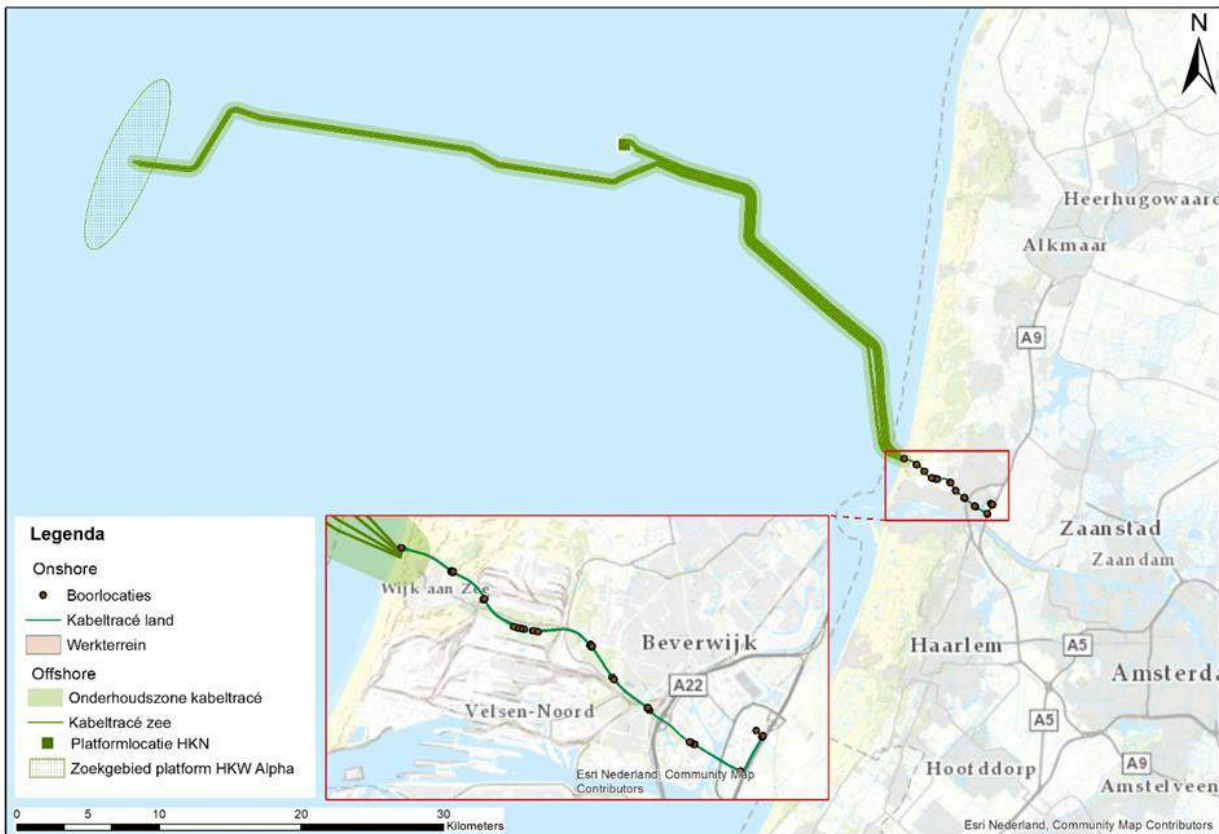 N
Heerhugowaard
Alkmaar
A9
Zaanstad
Zaandam
Haarlem
A5
Amsterda
A5
Hoofddorp
A9
Amstelveen
Legenda
Onshore
Boorlocaties
Kabeltracé land
Werkterrein
Offshore
Onderhoudszone kabeltracé
Kabeltracé zee
Platformlocatie HKN
Zoekgebied platform HKW Alpha
Wijk aan Zee
Beverwijk
A22
Velsen-Noord
Esri Nederland, Community Map
Contributors
0 5 10 20 30
Kilometers
Esri Nederland, Community Map Contributors